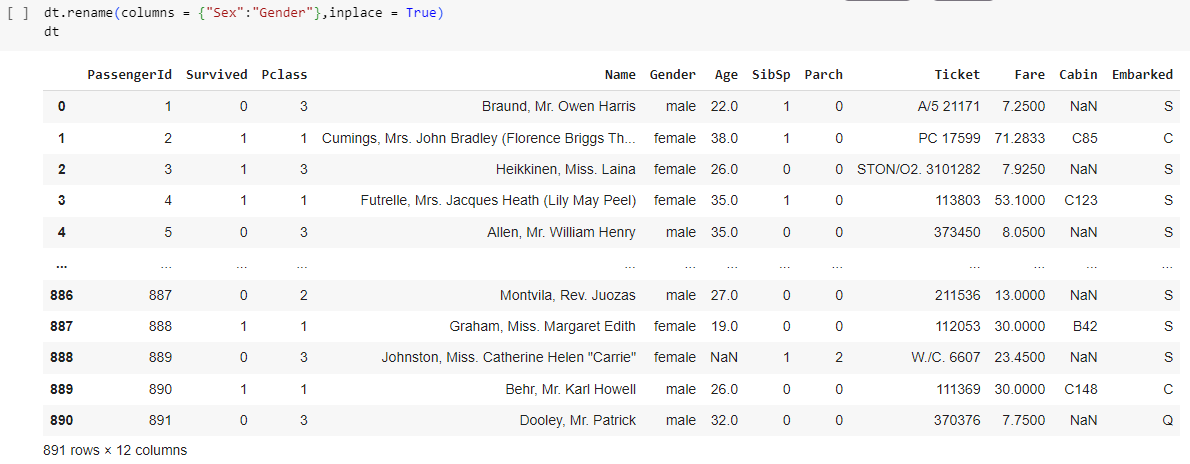 [ ] dt.rename(columns = {"Sex":"Gender"},inplace = True)
dt
PassengerId Survived Pclass Name Gender Age SibSp Parch Ticket Fare Cabin Embarked
0 1 0 3 Braund, Mr. Owen Harris male 22.0 1 0 A/5 21171 7.2500 NaN S
1 2 1 1 Cumings, Mrs. John Bradley (Florence Briggs Th... female 38.0 1 0 PC 17599 71.2833 C85 C
2 3 1 3 Heikkinen, Miss. Laina female 26.0 0 0 STON/O2. 3101282 7.9250 NaN S
3 4 1 1 Futrelle, Mrs. Jacques Heath (Lily May Peel) female 35.0 1 0 113803 53.1000 C123 S
4 5 0 3 Allen, Mr. William Henry male 35.0 0 0 373450 8.0500 NaN S
... ... ... ... ... ... ... ... ... ... ... ... ...
886 887 0 2 Montvila, Rev. Juozas male 27.0 0 0 211536 13.0000 NaN S
887 888 1 1 Graham, Miss. Margaret Edith female 19.0 0 0 112053 30.0000 B42 S
888 889 0 3 Johnston, Miss. Catherine Helen "Carrie" female NaN 1 2 W./C. 6607 23.4500 NaN S
889 890 1 1 Behr, Mr. Karl Howell male 26.0 0 0 111369 30.0000 C148 C
890 891 0 3 Dooley, Mr. Patrick male 32.0 0 0 370376 7.7500 NaN Q
891 rows × 12 columns